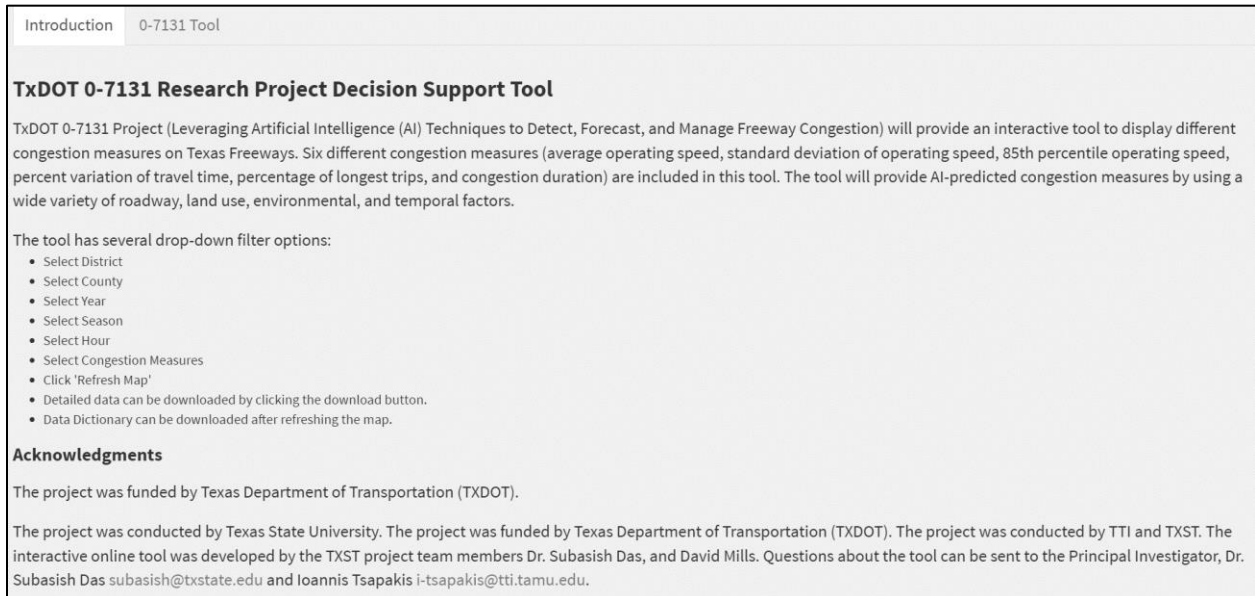 Introduction 0-7131 Tool
TxDOT 0-7131 Research Project Decision Support Tool
TxDOT 0-7131 Project (Leveraging Artificial Intelligence (AI) Techniques to Detect, Forecast, and Manage Freeway Congestion) will provide an interactive tool to display different
congestion measures on Texas Freeways. Six different congestion measures (average operating speed, standard deviation of operating speed, 85th percentile operating speed,
percent variation of travel time, percentage of longest trips, and congestion duration) are included in this tool. The tool will provide AI-predicted congestion measures by using a
wide variety of roadway, land use, environmental, and temporal factors.
The tool has several drop-down filter options:
• Select District
• Select County
• Select Year
• Select Season
• Select Hour
• Select Congestion Measures
• Click 'Refresh Map'
• Detailed data can be downloaded by clicking the download button.
• Data Dictionary can be downloaded after refreshing the map.
Acknowledgments
The project was funded by Texas Department of Transportation (TXDOT).
The project was conducted by Texas State University. The project was funded by Texas Department of Transportation (TXDOT). The project was conducted by TTI and TXST. The
interactive online tool was developed by the TXST project team members Dr. Subasish Das, and David Mills. Questions about the tool can be sent to the Principal Investigator, Dr.
Subasish Das subasish@txstate.edu and Ioannis Tsapakis i-tsapakis@tti.tamu.edu.